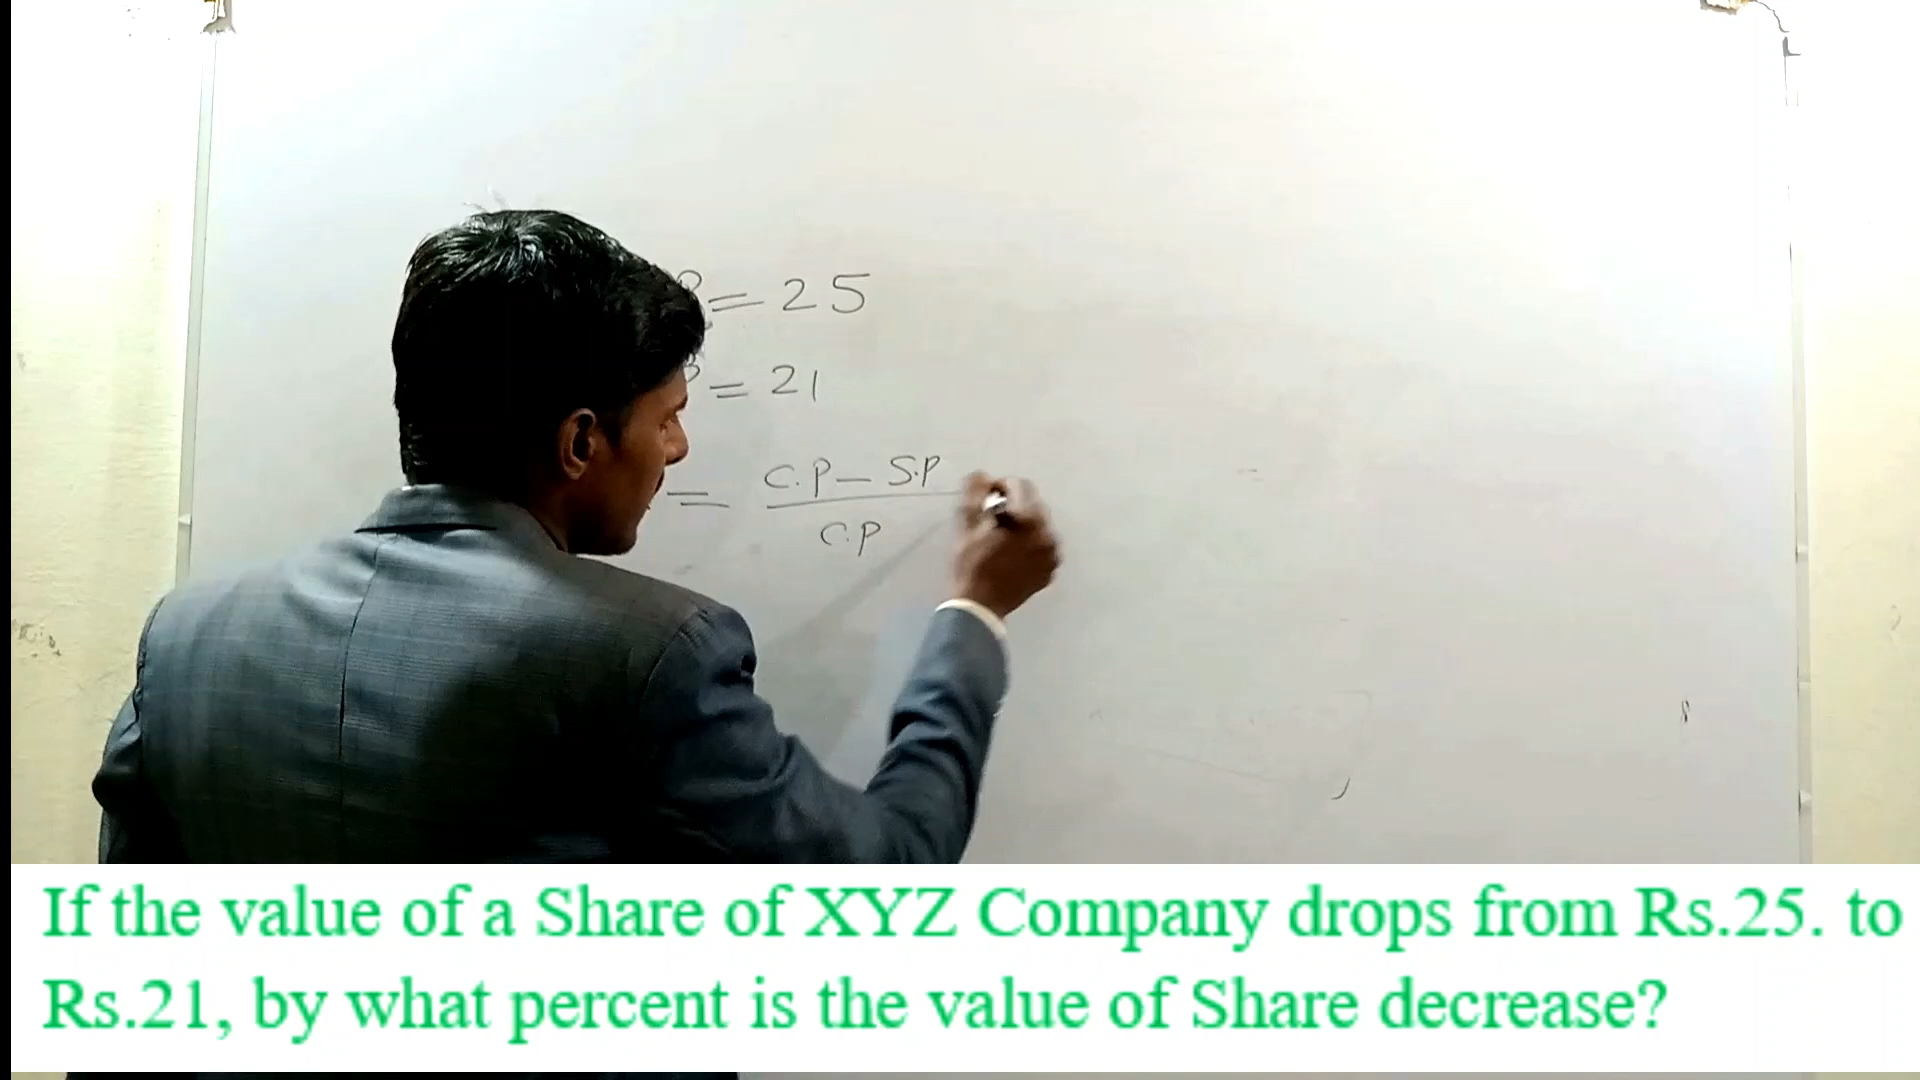 P = 25
P = 21
= C.P - S.P
C.P
If the value of a Share of XYZ Company drops from Rs.25. to
Rs.21, by what percent is the value of Share decrease?